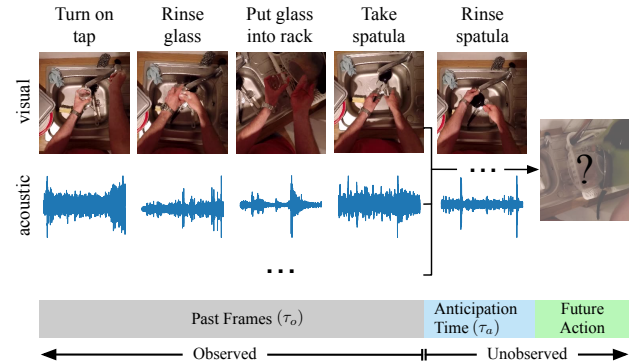 Turn on tap
Rinse glass
Put glass into rack
Take spatula
Rinse spatula
visual
acoustic
...
?
...
Past Frames (τₒ)
Anticipation Time (τₐ)
Future Action
Observed
Unobserved